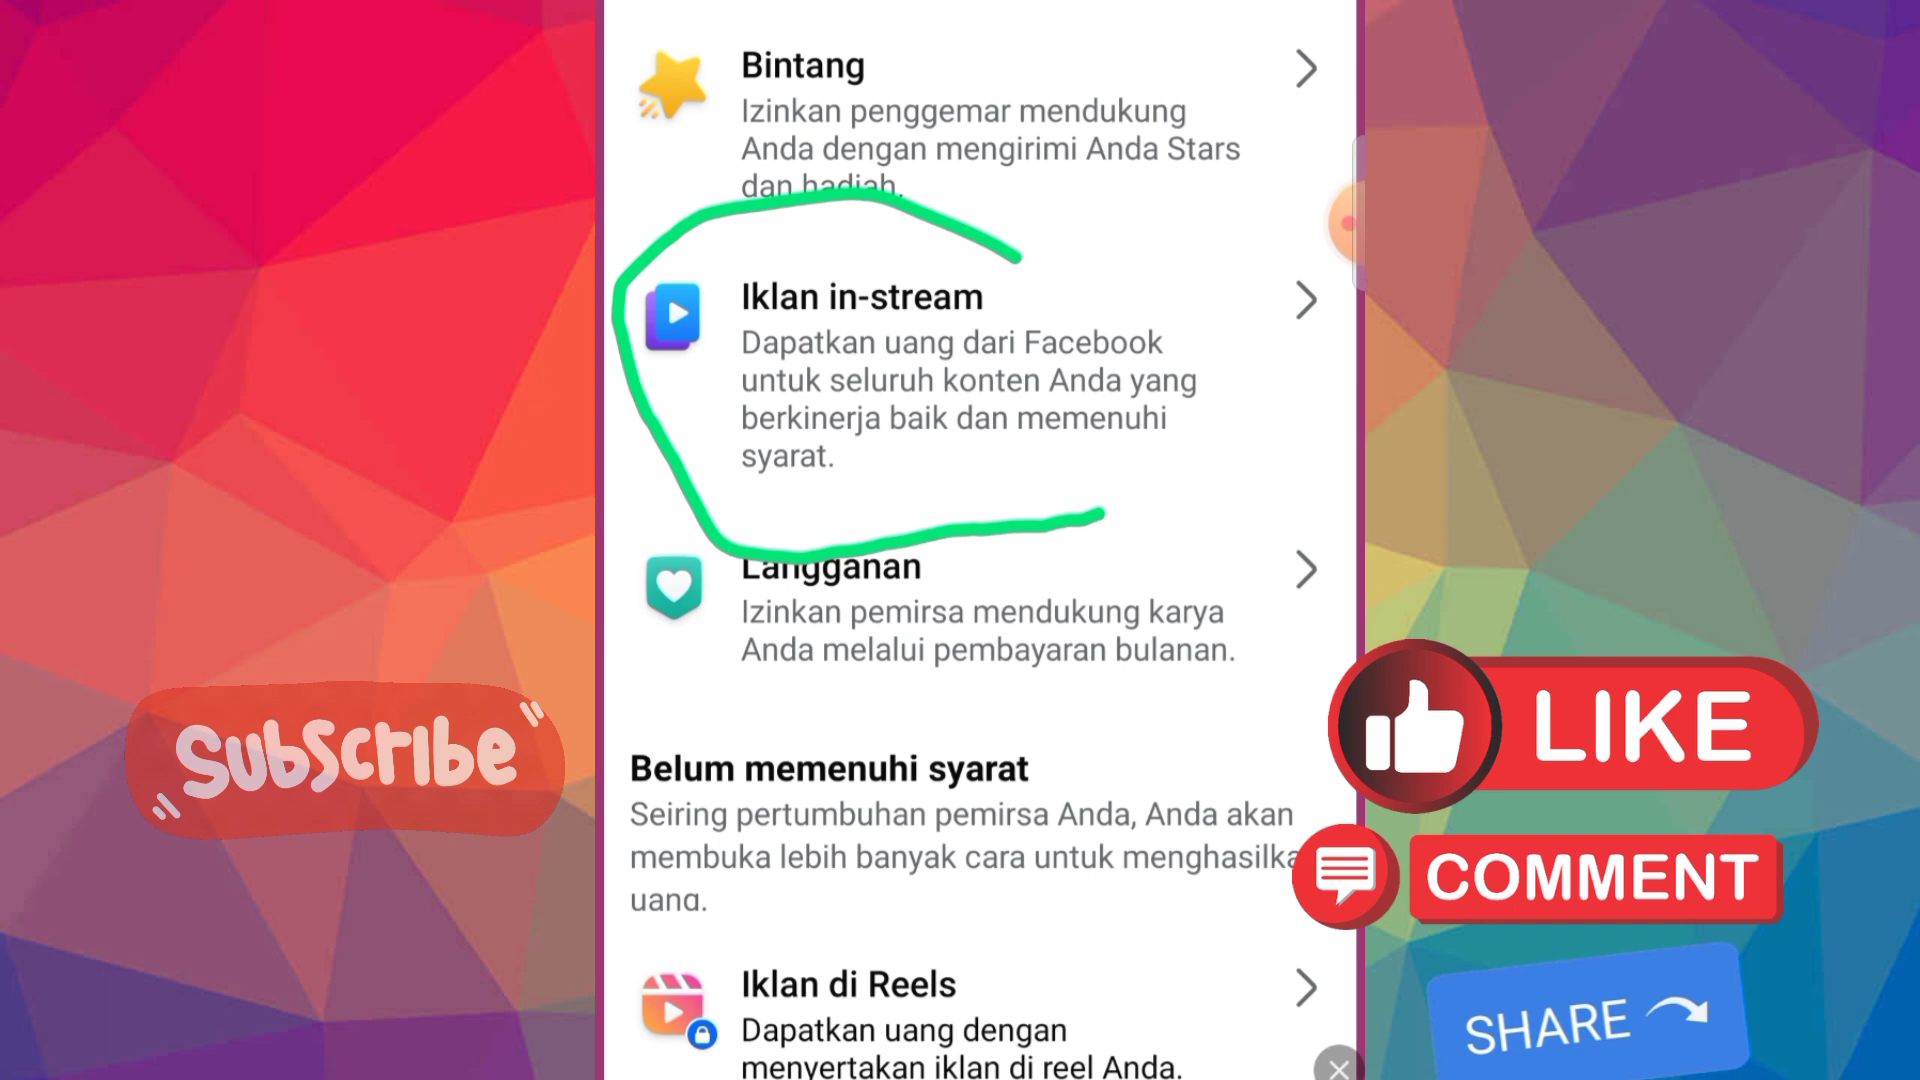 Bintang
Izinkan penggemar mendukung
Anda dengan mengirimi Anda Stars
dan hadiah.
Iklan in-stream
Dapatkan uang dari Facebook
untuk seluruh konten Anda yang
berkinerja baik dan memenuhi
syarat.
Langganan
Izinkan pemirsa mendukung karya
Anda melalui pembayaran bulanan.
Belum memenuhi syarat
Seiring pertumbuhan pemirsa Anda, Anda akan
membuka lebih banyak cara untuk menghasilka
uang.
Iklan di Reels
Dapatkan uang dengan
menyertakan iklan di reel Anda.
Subscribe
LIKE
COMMENT
SHARE